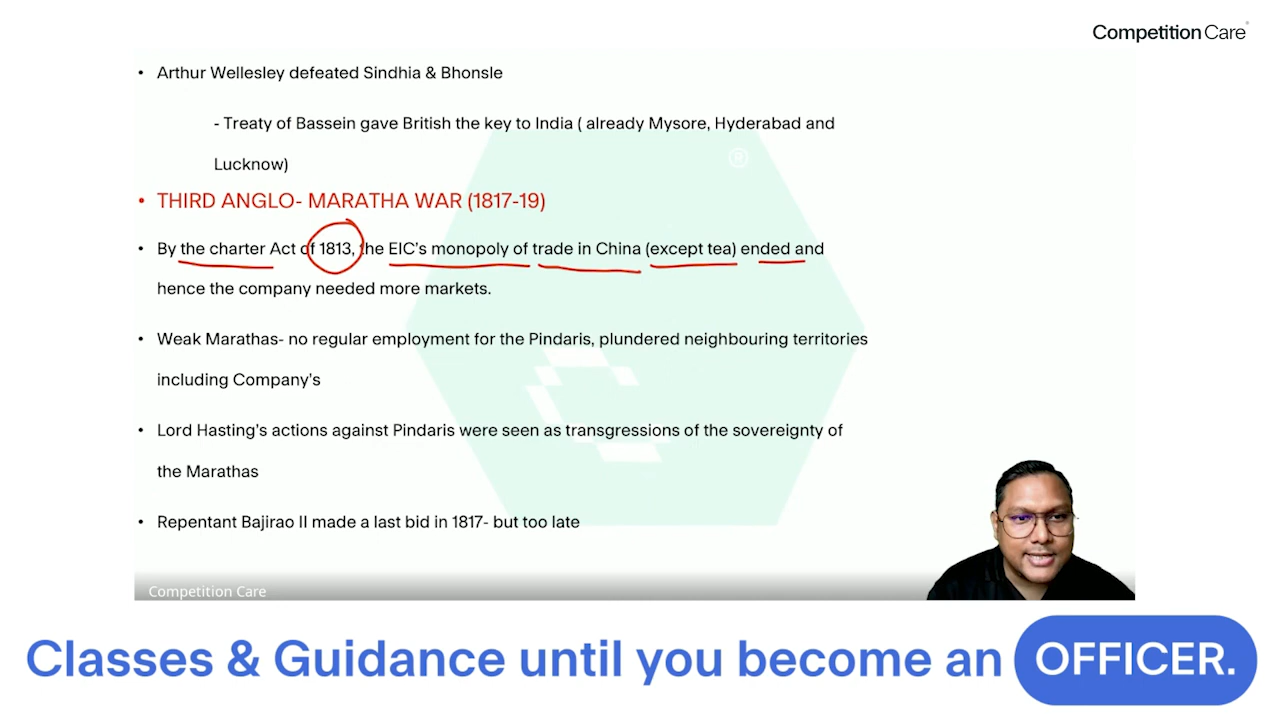 Competition Care
• Arthur Wellesley defeated Sindhia & Bhonsle
- Treaty of Bassein gave British the key to India ( already Mysore, Hyderabad and
Lucknow)
• THIRD ANGLO- MARATHA WAR (1817-19)
• By the charter Act of 1813, the EIC's monopoly of trade in China (except tea) ended and
hence the company needed more markets.
• Weak Marathas- no regular employment for the Pindaris, plundered neighbouring territories
including Company's
• Lord Hasting's actions against Pindaris were seen as transgressions of the sovereignty of
the Marathas
• Repentant Bajirao II made a last bid in 1817- but too late
Competition Care
Classes & Guidance until you become an OFFICER.